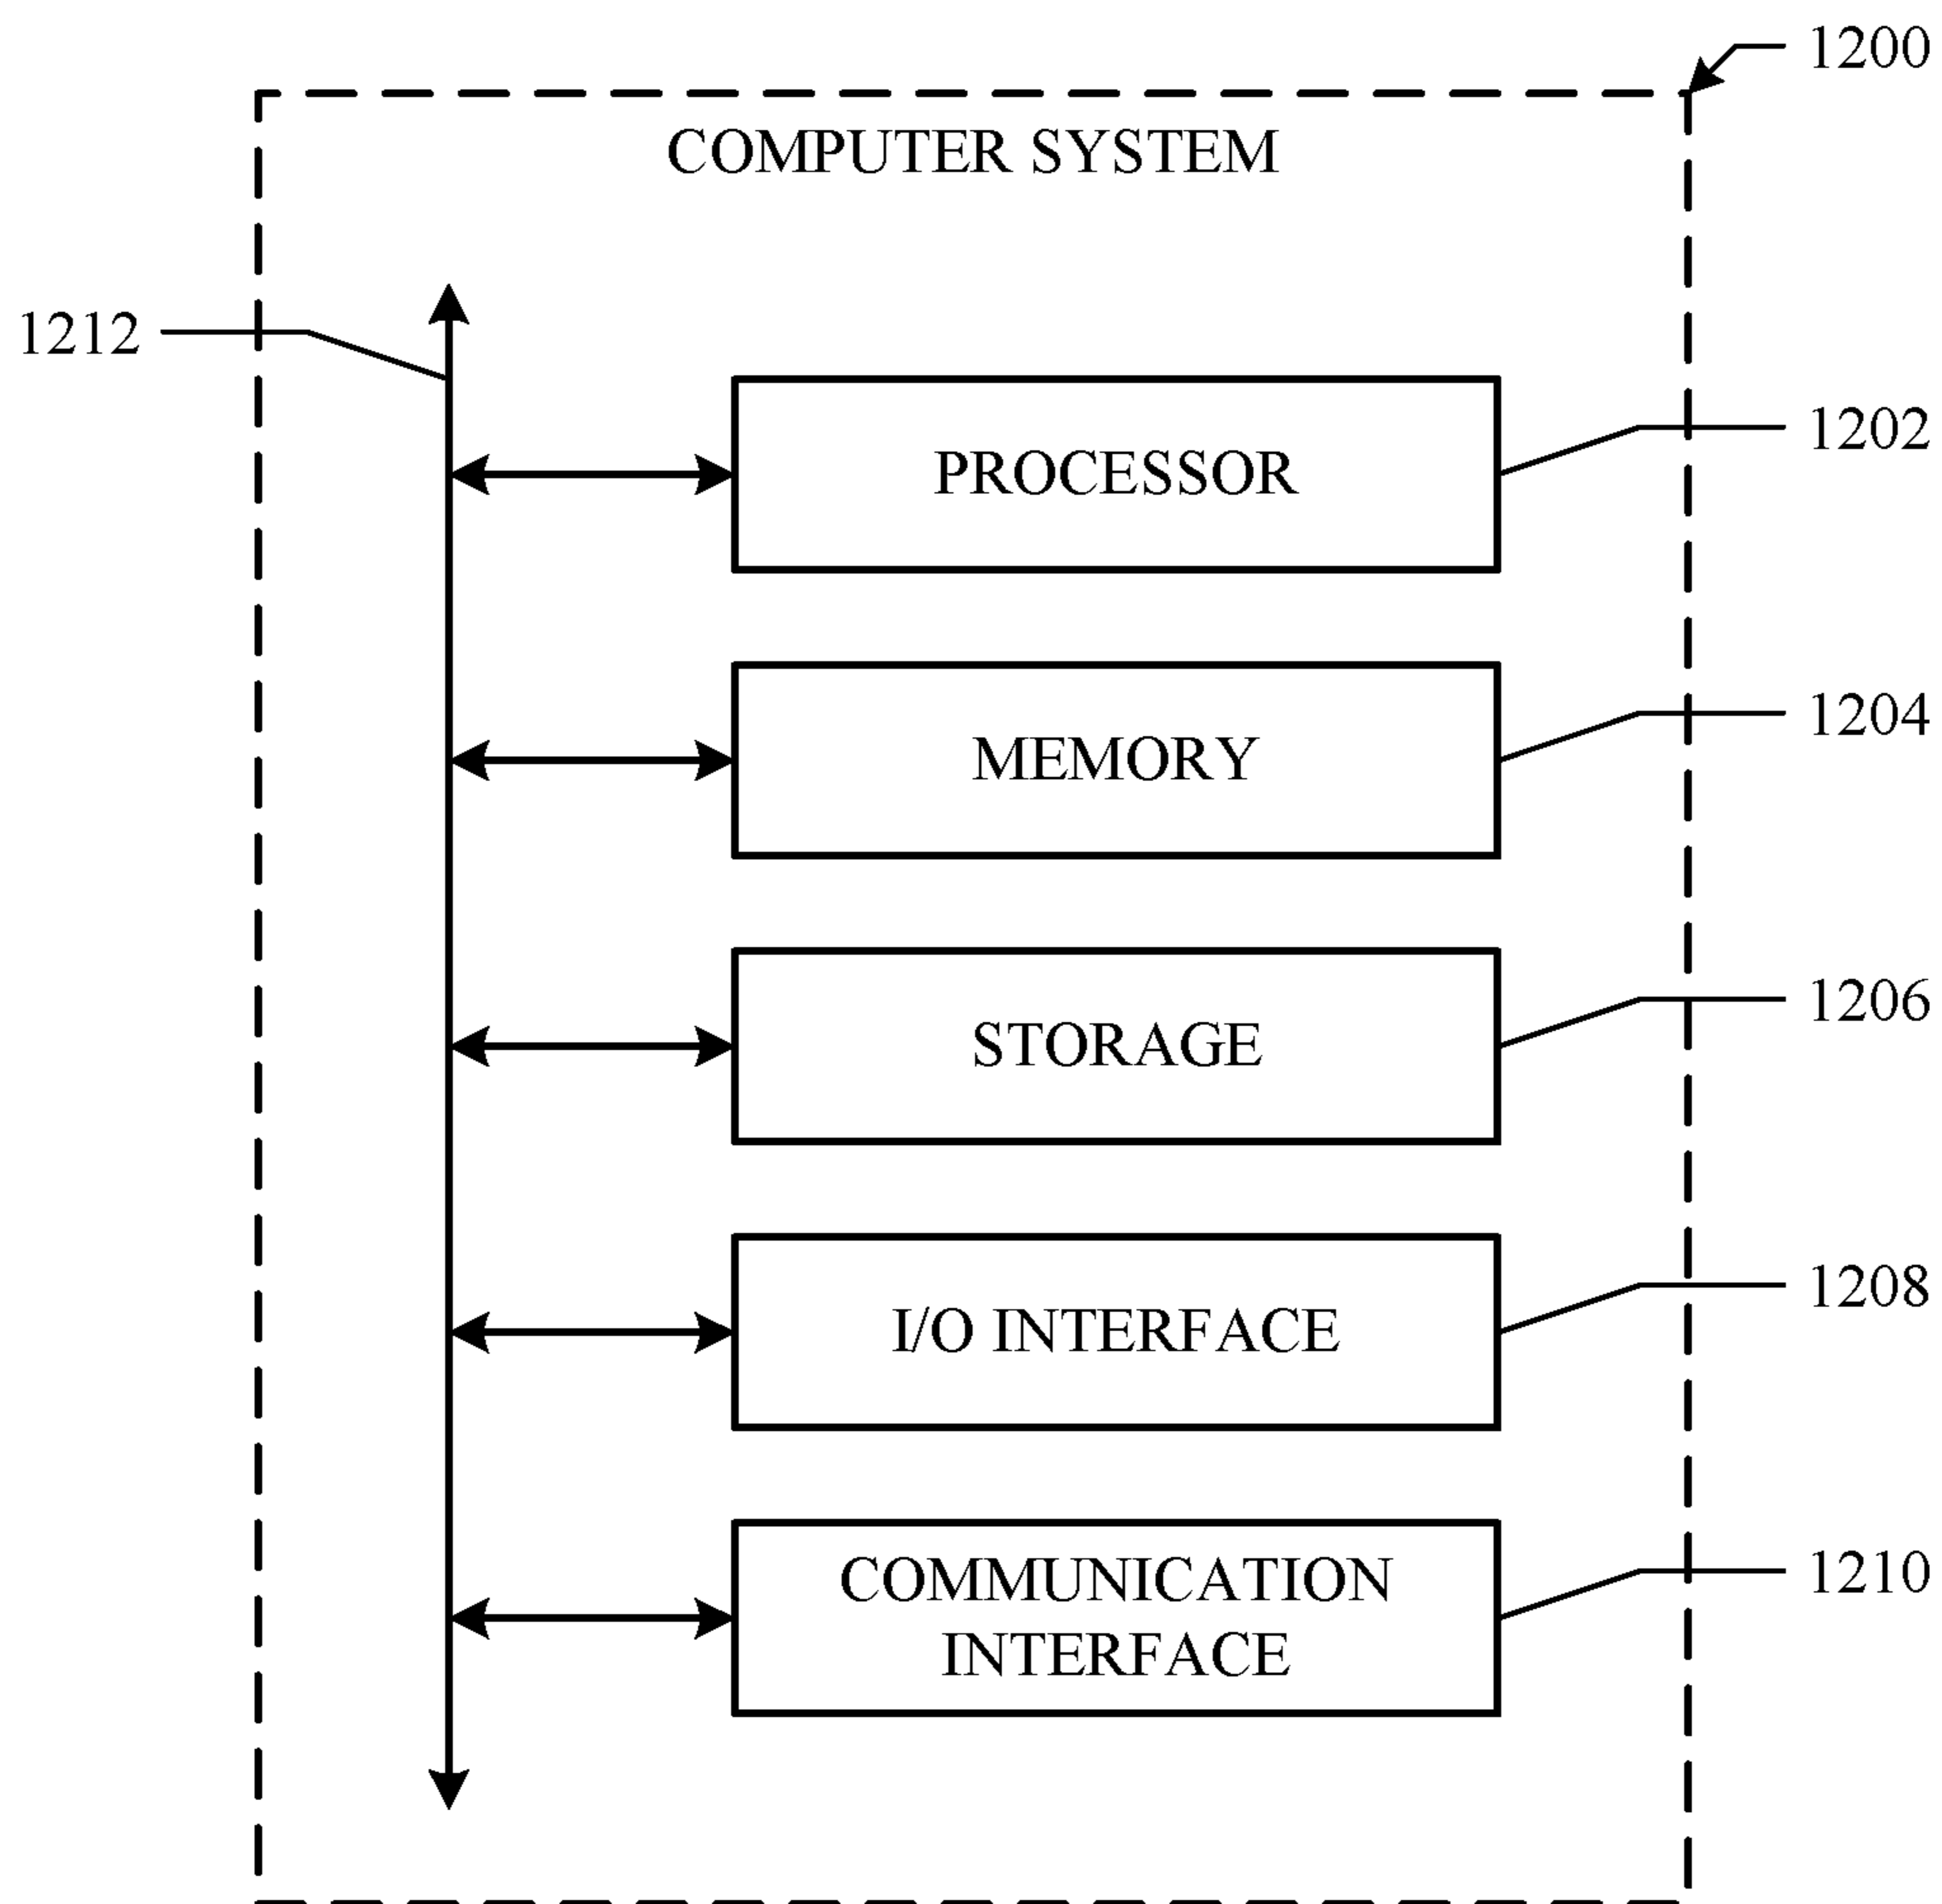 1200
COMPUTER SYSTEM
1212
1202
PROCESSOR
1204
MEMORY
1206
STORAGE
1208
I/O INTERFACE
1210
COMMUNICATION
INTERFACE